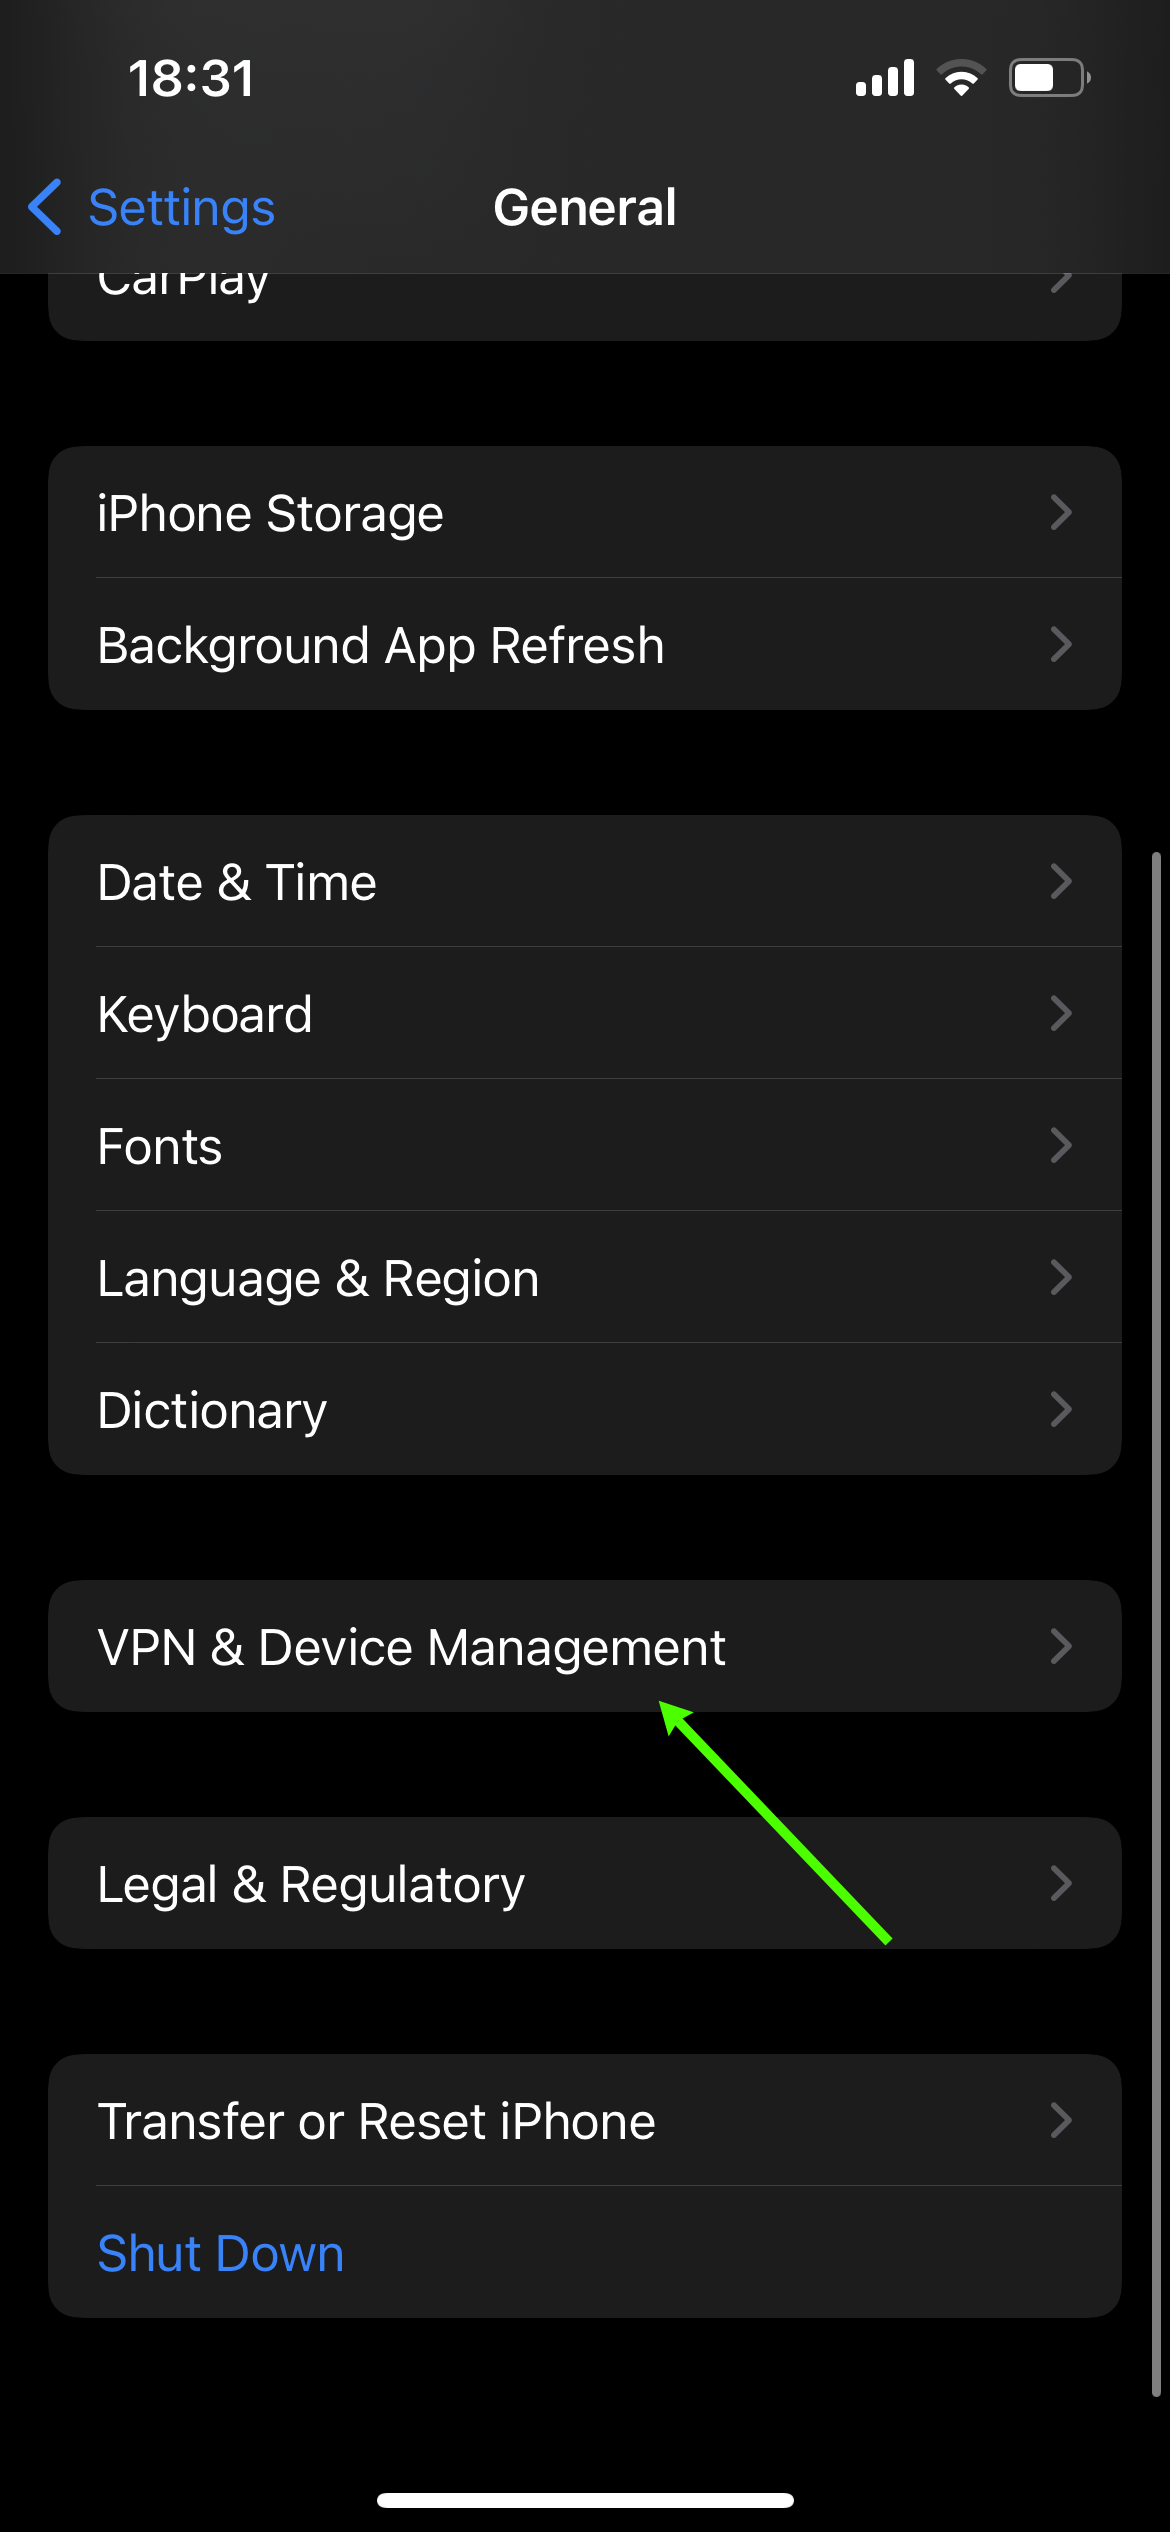 18:31
Settings
General
CarPlay
iPhone Storage
Background App Refresh
Date & Time
Keyboard
Fonts
Language & Region
Dictionary
VPN & Device Management
Legal & Regulatory
Transfer or Reset iPhone
Shut Down